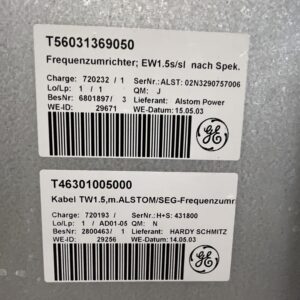 T56031369050
Frequenzumrichter; EW1.5s/sl nach Spek.
Charge: 720232 / 1 SerNr.: ALST: 02N3290757006
Lo/Lp: 1 / 1 QM: J
BesNr: 6801897/ 3 Lieferant: Alstom Power
WE-ID: 29671 WE-Datum: 15.05.03
GE
T46301005000
Kabel TW1.5,m.ALSTOM/SEG-Frequenzumr
Charge: 720193 / SerNr.: H+S: 431800
Lo/Lp: 1 / AD01-05 QM: N
BesNr: 2800463/ 1 Lieferant: HARDY SCHMITZ
WE-ID: 29256 WE-Datum: 14.05.03
GE